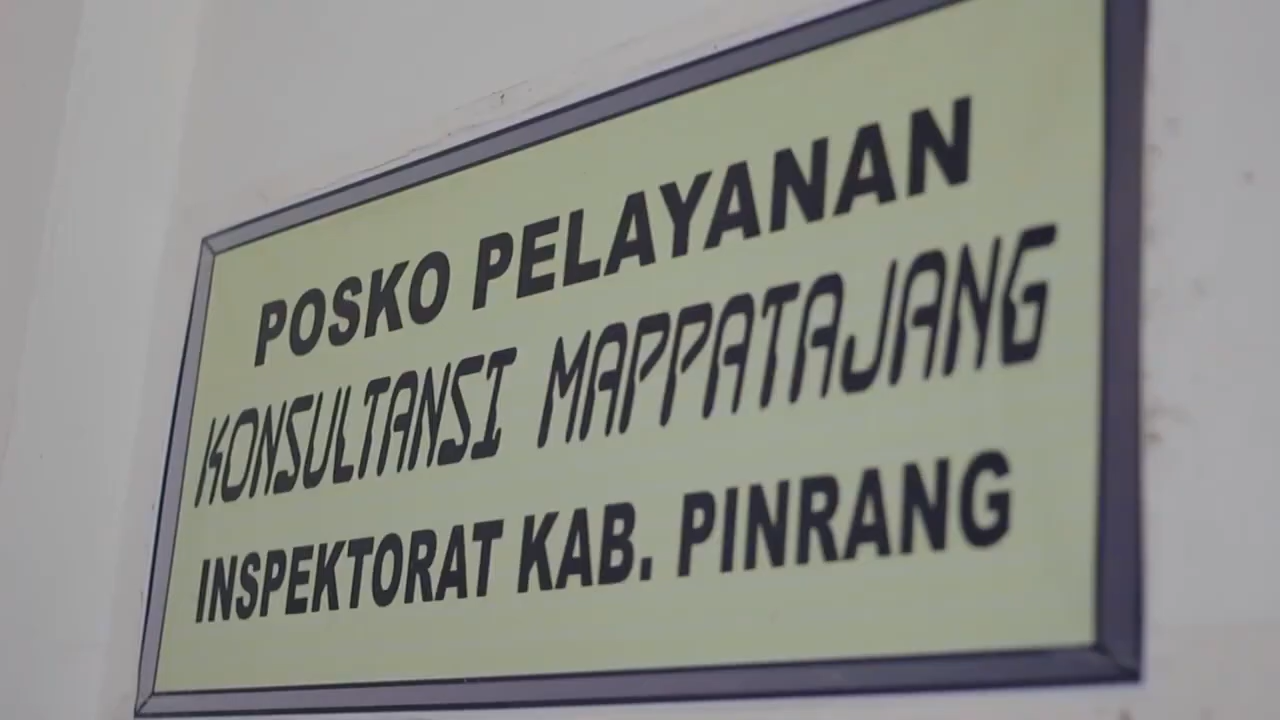 POSKO PELAYANAN
KONSULTANSI MAPPATAJANG
INSPEKTORAT KAB. PINRANG